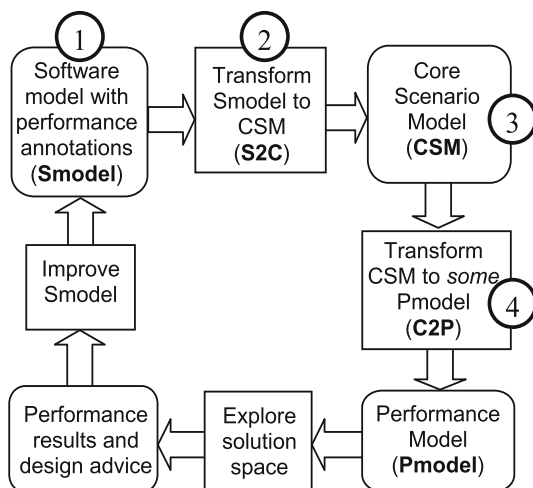 1
Software
model with
performance
annotations
(Smodel)
2
Transform
Smodel to
CSM
(S2C)
Core
Scenario
Model
(CSM)
3
Transform
CSM to some
Pmodel
(C2P)
4
Improve
Smodel
Performance
results and
design advice
Explore
solution
space
Performance
Model
(Pmodel)